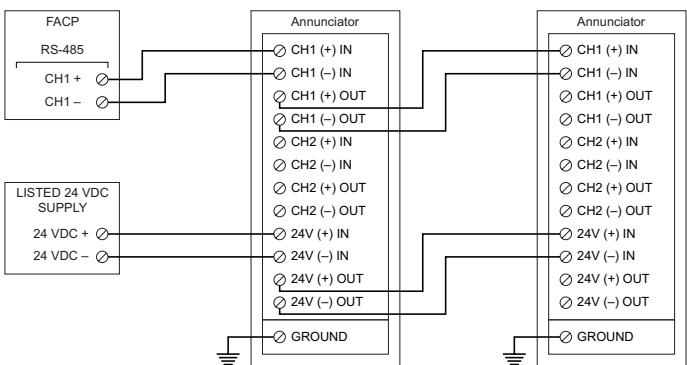 FACP
RS-485
CH1 +
CH1 –
LISTED 24 VDC
SUPPLY
24 VDC +
24 VDC –
Annunciator
CH1 (+) IN
CH1 (–) IN
CH1 (+) OUT
CH1 (–) OUT
CH2 (+) IN
CH2 (–) IN
CH2 (+) OUT
CH2 (–) OUT
24V (+) IN
24V (–) IN
24V (+) OUT
24V (–) OUT
GROUND
Annunciator
CH1 (+) IN
CH1 (–) IN
CH1 (+) OUT
CH1 (–) OUT
CH2 (+) IN
CH2 (–) IN
CH2 (+) OUT
CH2 (–) OUT
24V (+) IN
24V (–) IN
24V (+) OUT
24V (–) OUT
GROUND